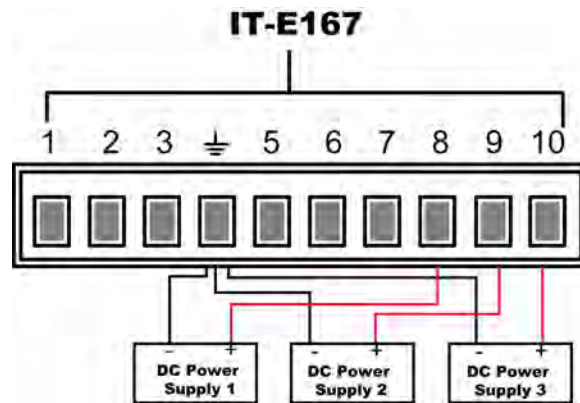 IT-E167
1 2 3 ⏚ 5 6 7 8 9 10
- + - + - +
DC Power DC Power DC Power
Supply 1 Supply 2 Supply 3